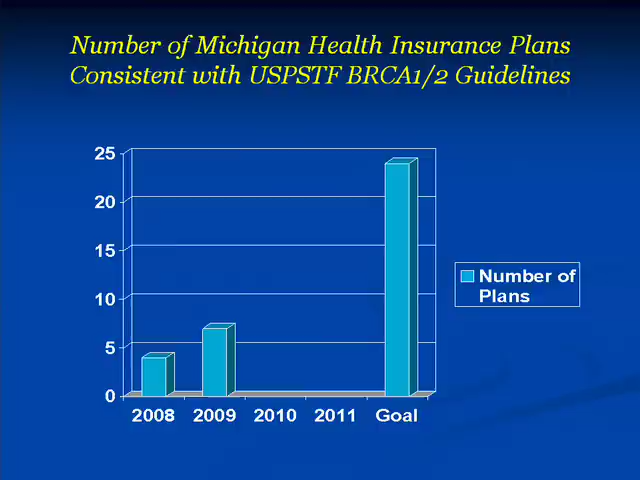 Number of Michigan Health Insurance Plans
Consistent with USPSTF BRCA1/2 Guidelines
25
20
15
10
5
0
2008 2009 2010 2011 Goal
Number of
Plans